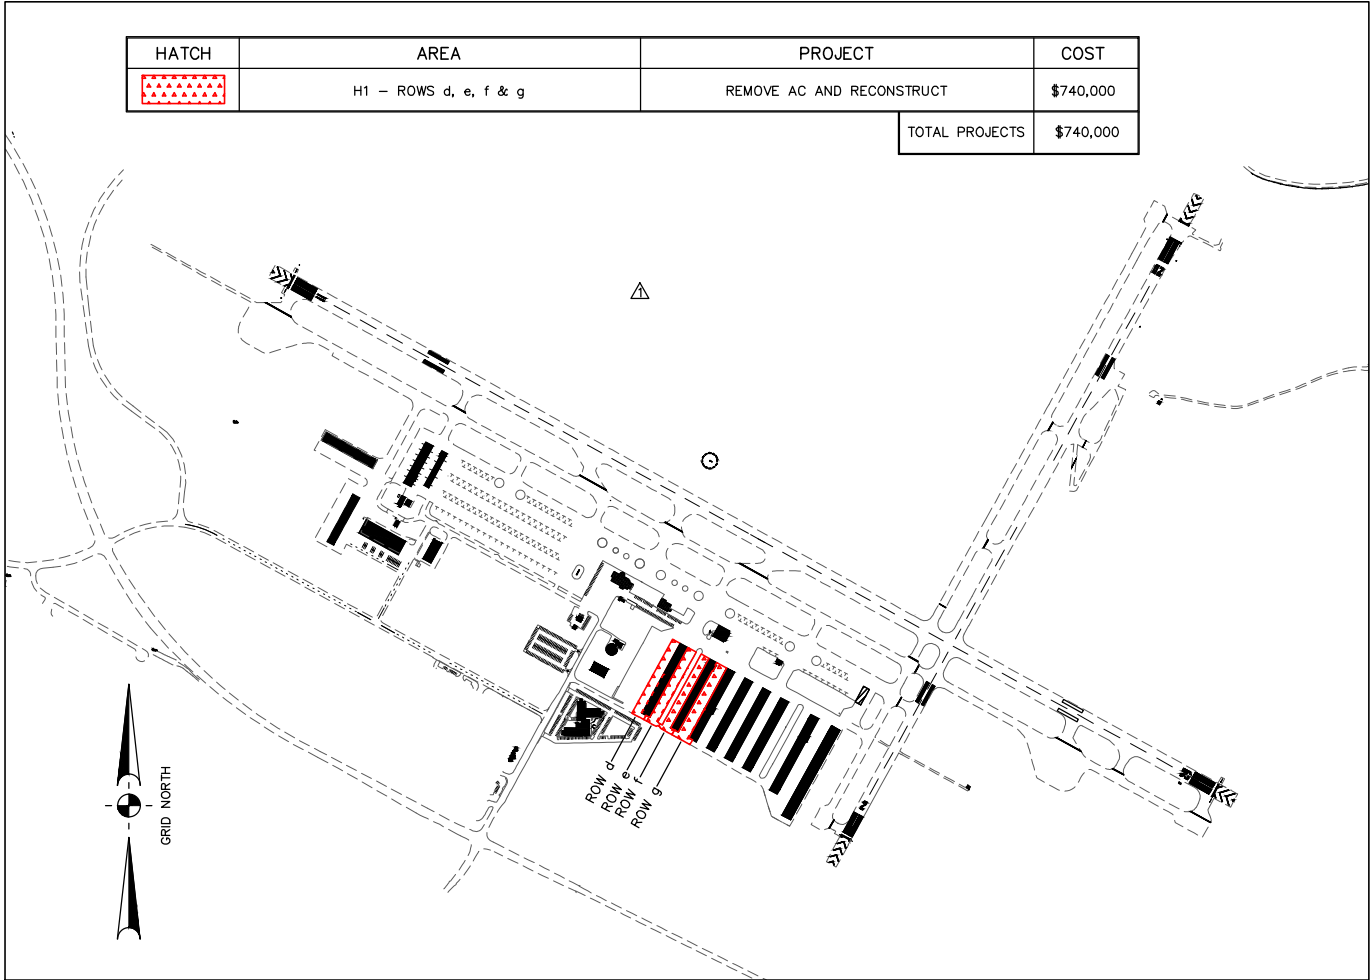 HATCH AREA PROJECT COST
H1 – ROWS d, e, f & g REMOVE AC AND RECONSTRUCT $740,000
TOTAL PROJECTS $740,000
1
ROW d
ROW e
ROW f
ROW g
GRID NORTH